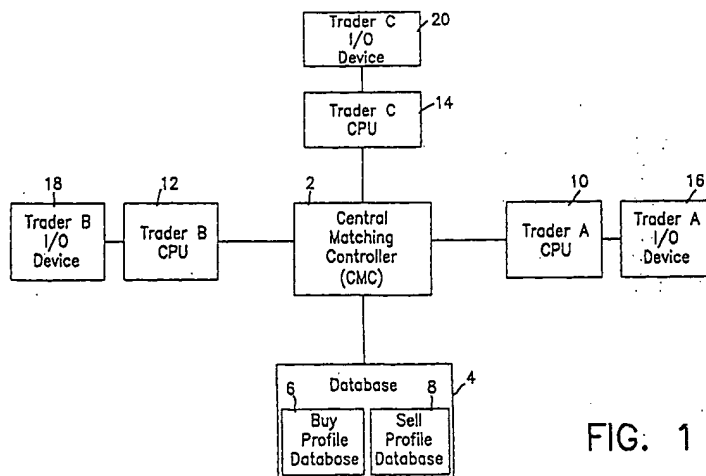 Trader C
I/O
Device
20
Trader C
CPU
14
18
Trader B
I/O
Device
12
Trader B
CPU
2
Central
Matching
Controller
(CMC)
10
Trader A
CPU
16
Trader A
I/O
Device
Database
4
6
Buy
Profile
Database
8
Sell
Profile
Database
FIG. 1